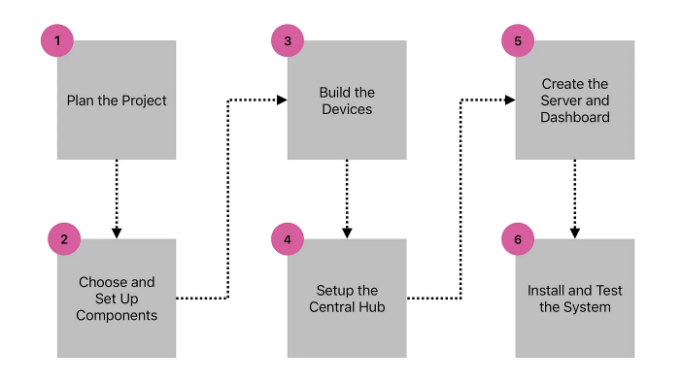 1
Plan the Project
2
Choose and
Set Up
Components
3
Build the
Devices
4
Setup the
Central Hub
5
Create the
Server and
Dashboard
6
Install and Test
the System